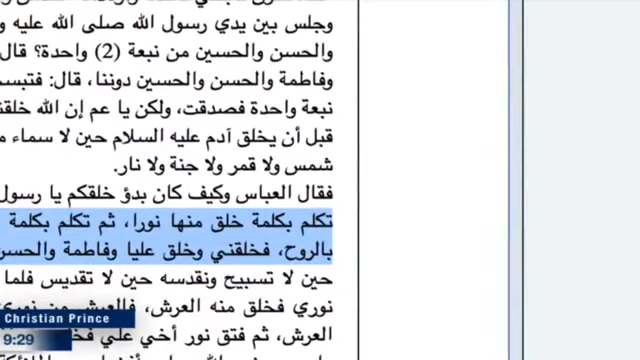 وجلس بين يدي رسول الله صلى الله عليه و
والحسن والحسين من نبعة (2) واحدة؟ قال
وفاطمة والحسن والحسين دوننا، قال: فتبسم
نبعة واحدة فصدقت، ولكن يا عم إن الله خلقني
قبل أن يخلق آدم عليه السلام حين لا سماء
شمس ولا قمر ولا جنة ولا نار.
فقال العباس وكيف كان بدؤ خلقكم يا رسول
تكلم بكلمة خلق منها نورا، ثم تكلم بكلمة
بالروح، فخلقني وخلق عليا وفاطمة والحسن
حين لا تسبيح ونقدسه حين لا تقديس فلما
نوري فخلق منه العرش، فالعرش من نوري
العرش، ثم فتق نور أخي علي
Christian Prince
9:29